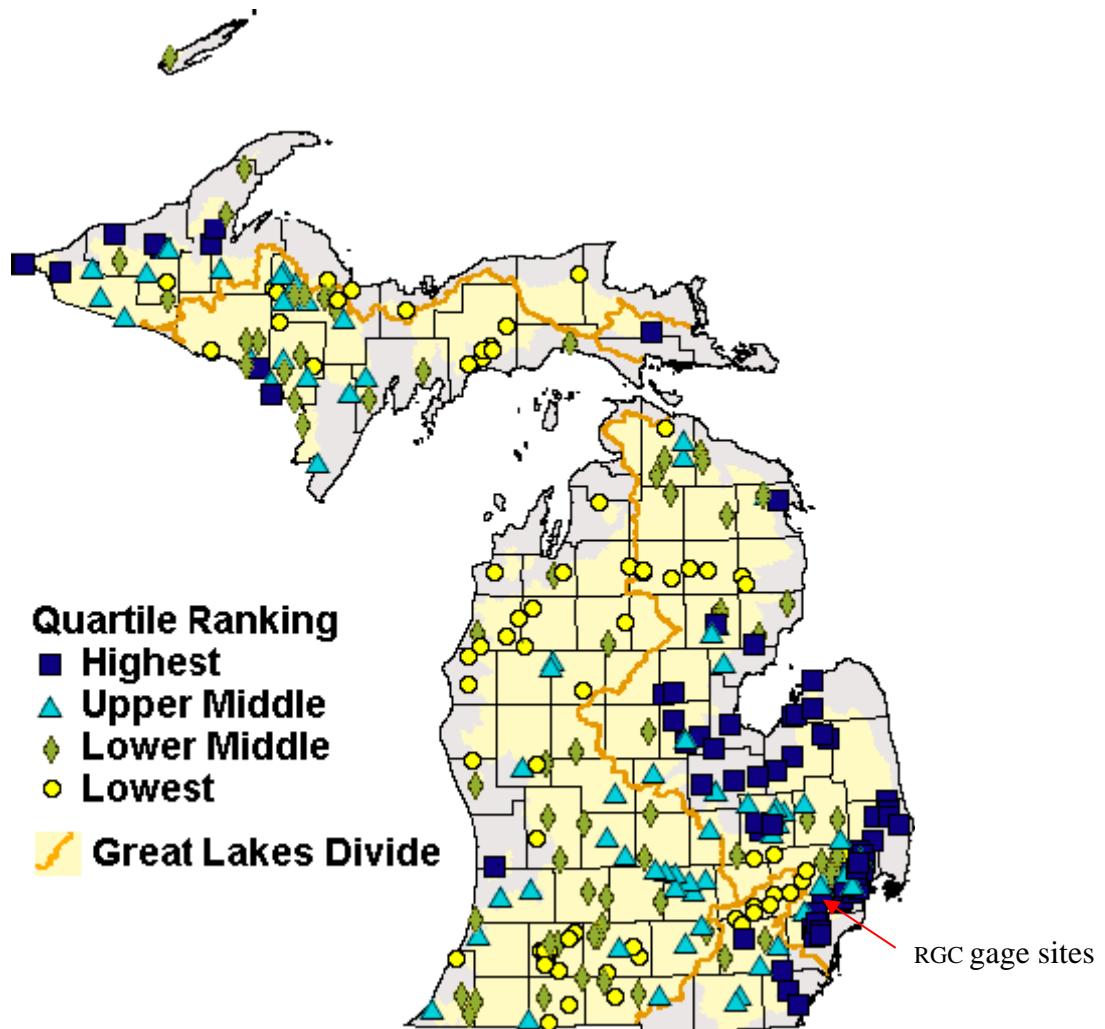 Quartile Ranking
Highest
Upper Middle
Lower Middle
Lowest
Great Lakes Divide
RGC gage sites